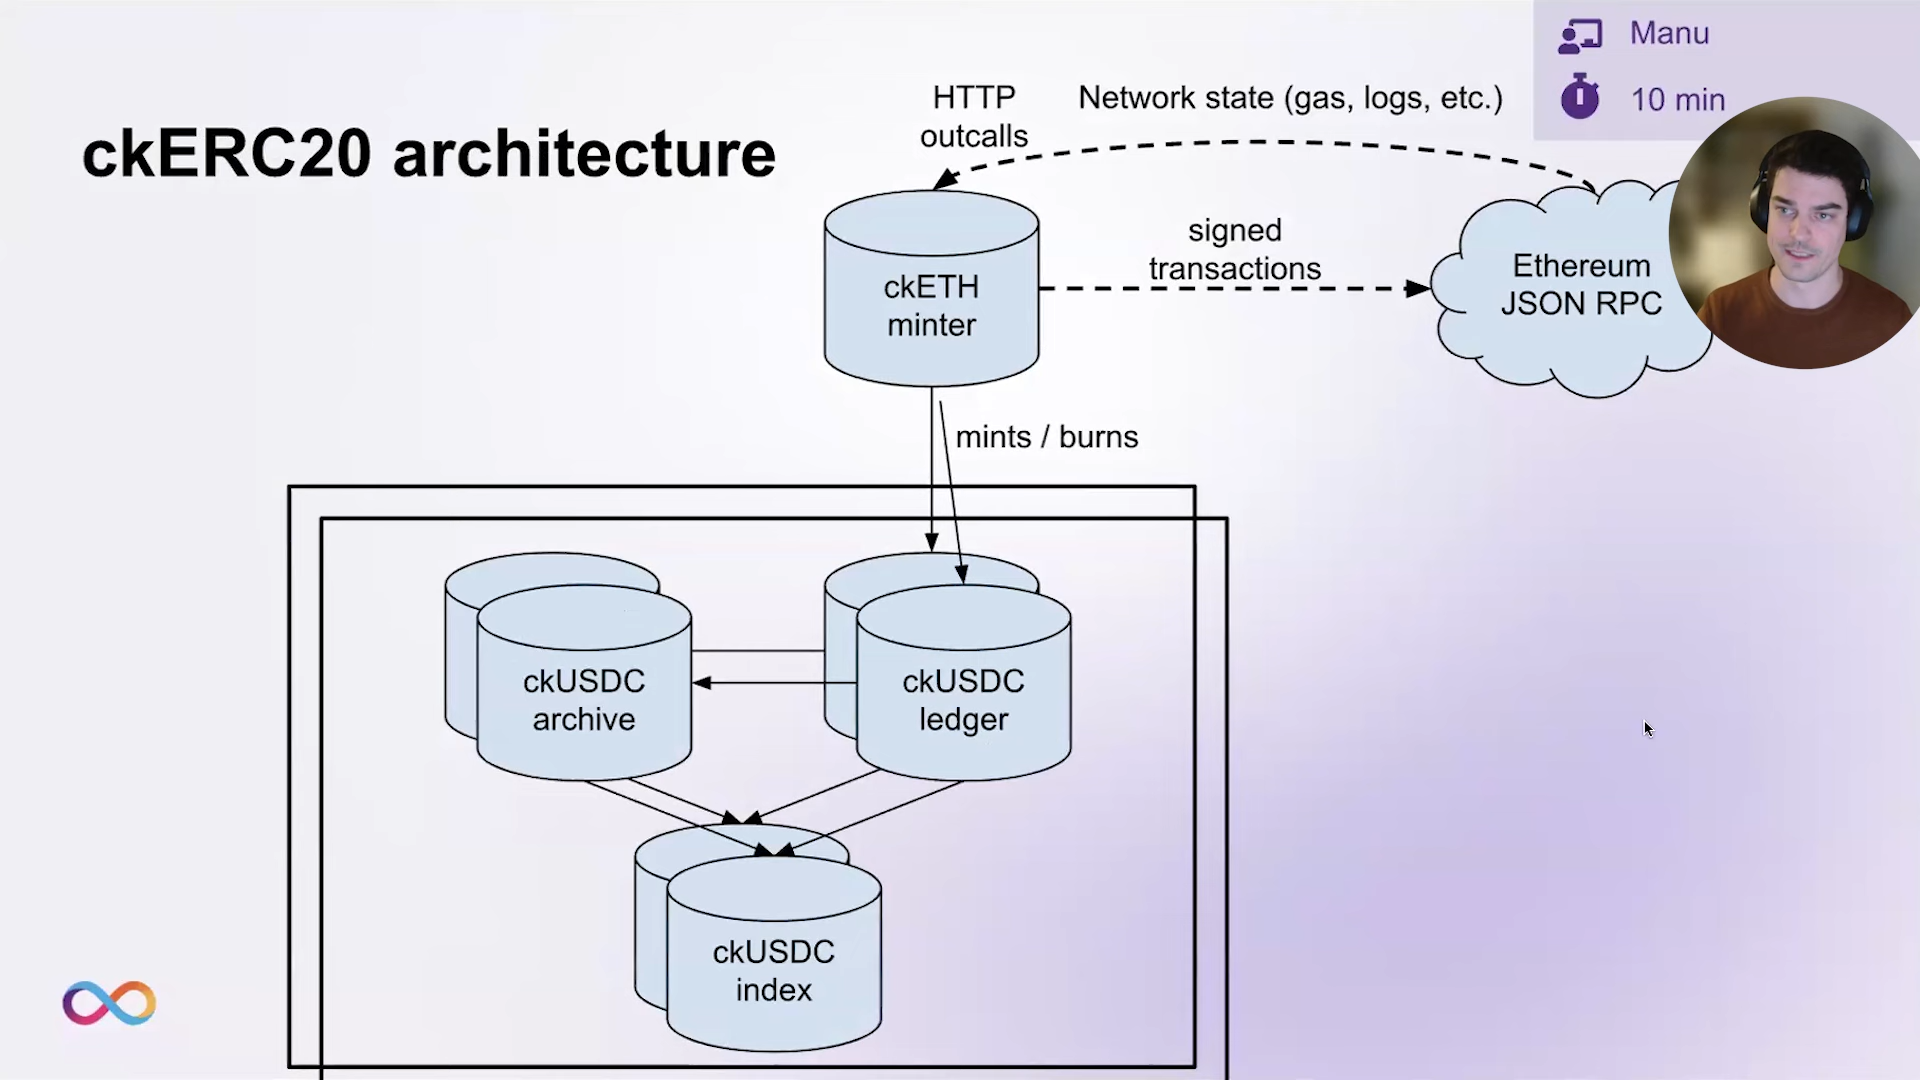 ckERC20 architecture
HTTP
outcalls
Network state (gas, logs, etc.)
Manu
10 min
ckETH
minter
signed
transactions
Ethereum
JSON RPC
mints / burns
ckUSDC
archive
ckUSDC
ledger
ckUSDC
index